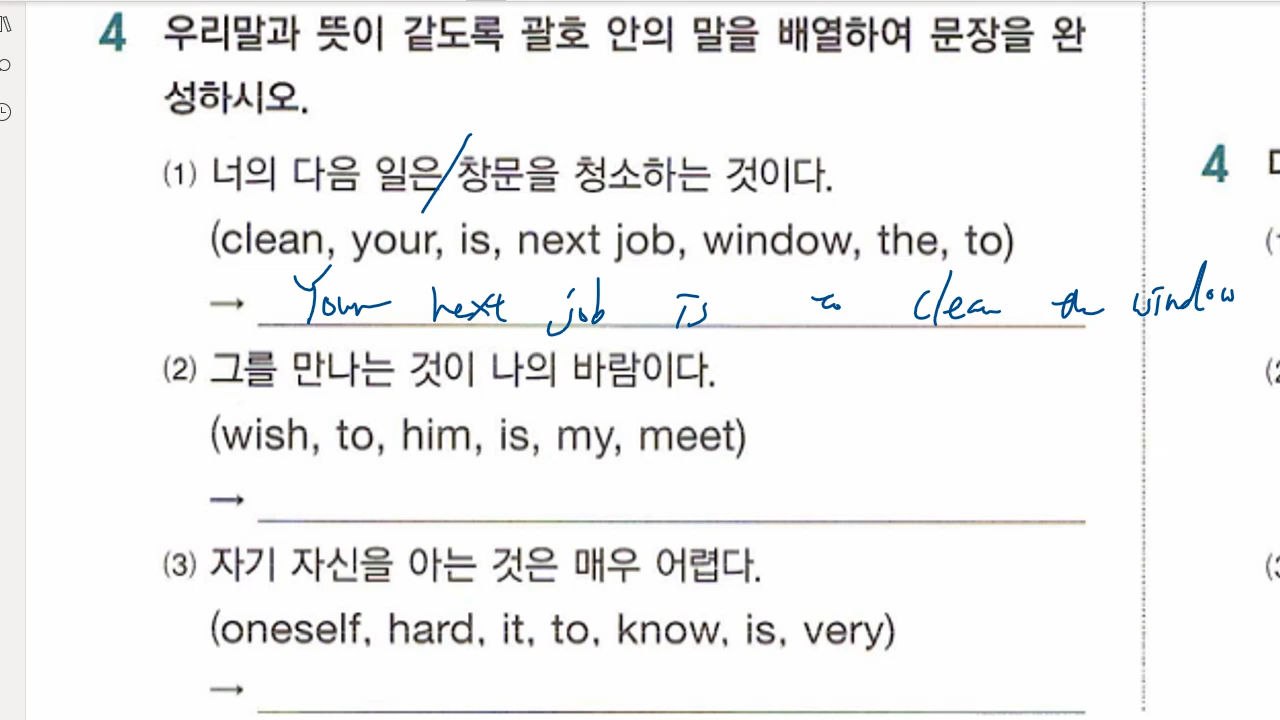 4 우리말과 뜻이 같도록 괄호 안의 말을 배열하여 문장을 완
성하시오.
(1) 너의 다음 일은/창문을 청소하는 것이다.
(clean, your, is, next job, window, the, to)
→ Your next job is to clean the window
(2) 그를 만나는 것이 나의 바람이다.
(wish, to, him, is, my, meet)
→
(3) 자기 자신을 아는 것은 매우 어렵다.
(oneself, hard, it, to, know, is, very)
→
4